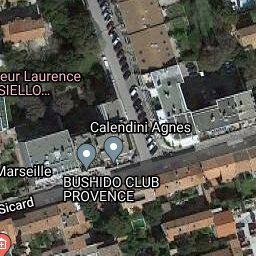 eur Laurence
SIELLO...
Calendini Agnes
Marseille
BUSHIDO CLUB
PROVENCE
Sicard